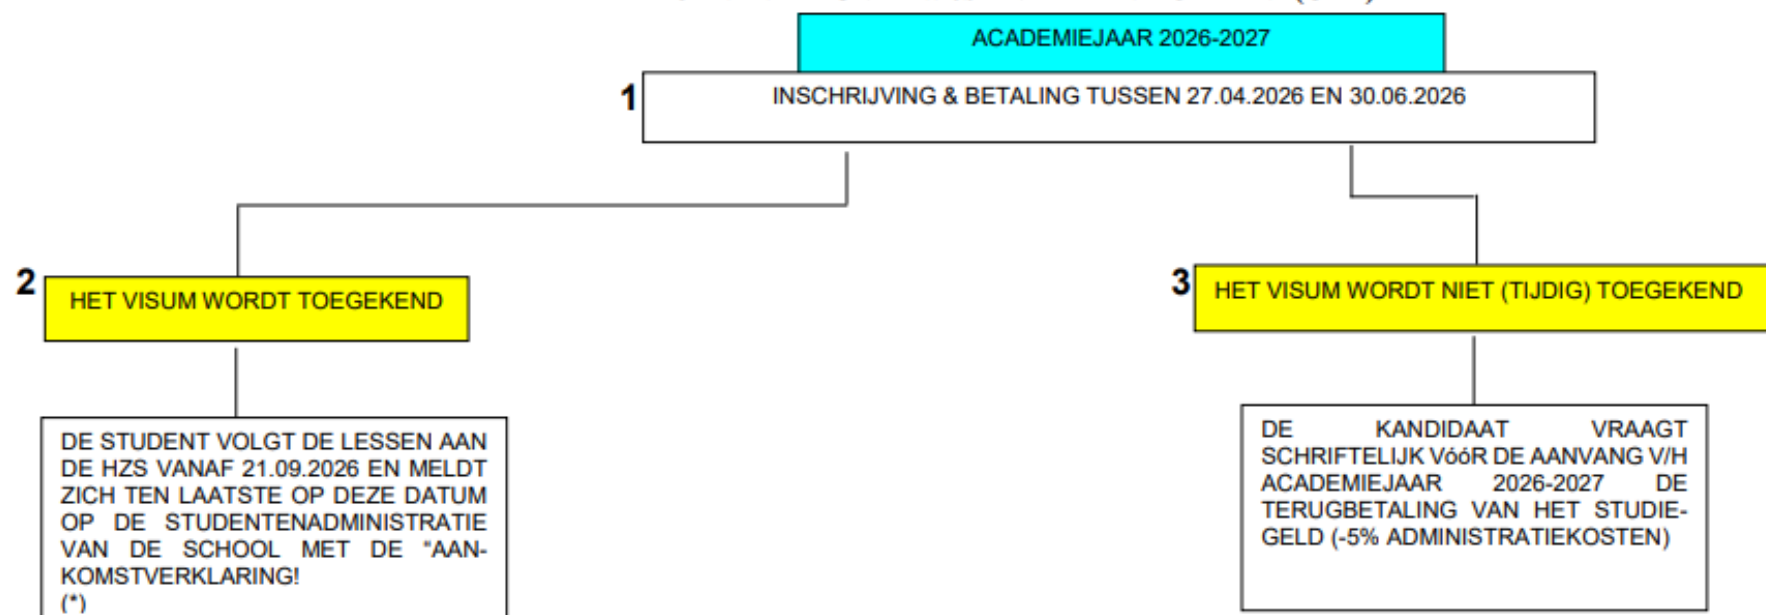 ACADEMIEJAAR 2026-2027
1
INSCHRIJVING & BETALING TUSSEN 27.04.2026 EN 30.06.2026
2
HET VISUM WORDT TOEGEKEND
DE STUDENT VOLGT DE LESSEN AAN
DE HZS VANAF 21.09.2026 EN MELDT
ZICH TEN LAATSTE OP DEZE DATUM
OP DE STUDENTENADMINISTRATIE
VAN DE SCHOOL MET DE “AAN-
KOMSTVERKLARING!
(*)
3
HET VISUM WORDT NIET (TIJDIG) TOEGEKEND
DE KANDIDAAT VRAAGT
SCHRIFTELIJK VóóR DE AANVANG V/H
ACADEMIEJAAR 2026-2027 DE
TERUGBETALING VAN HET STUDIE-
GELD (-5% ADMINISTRATIEKOSTEN)